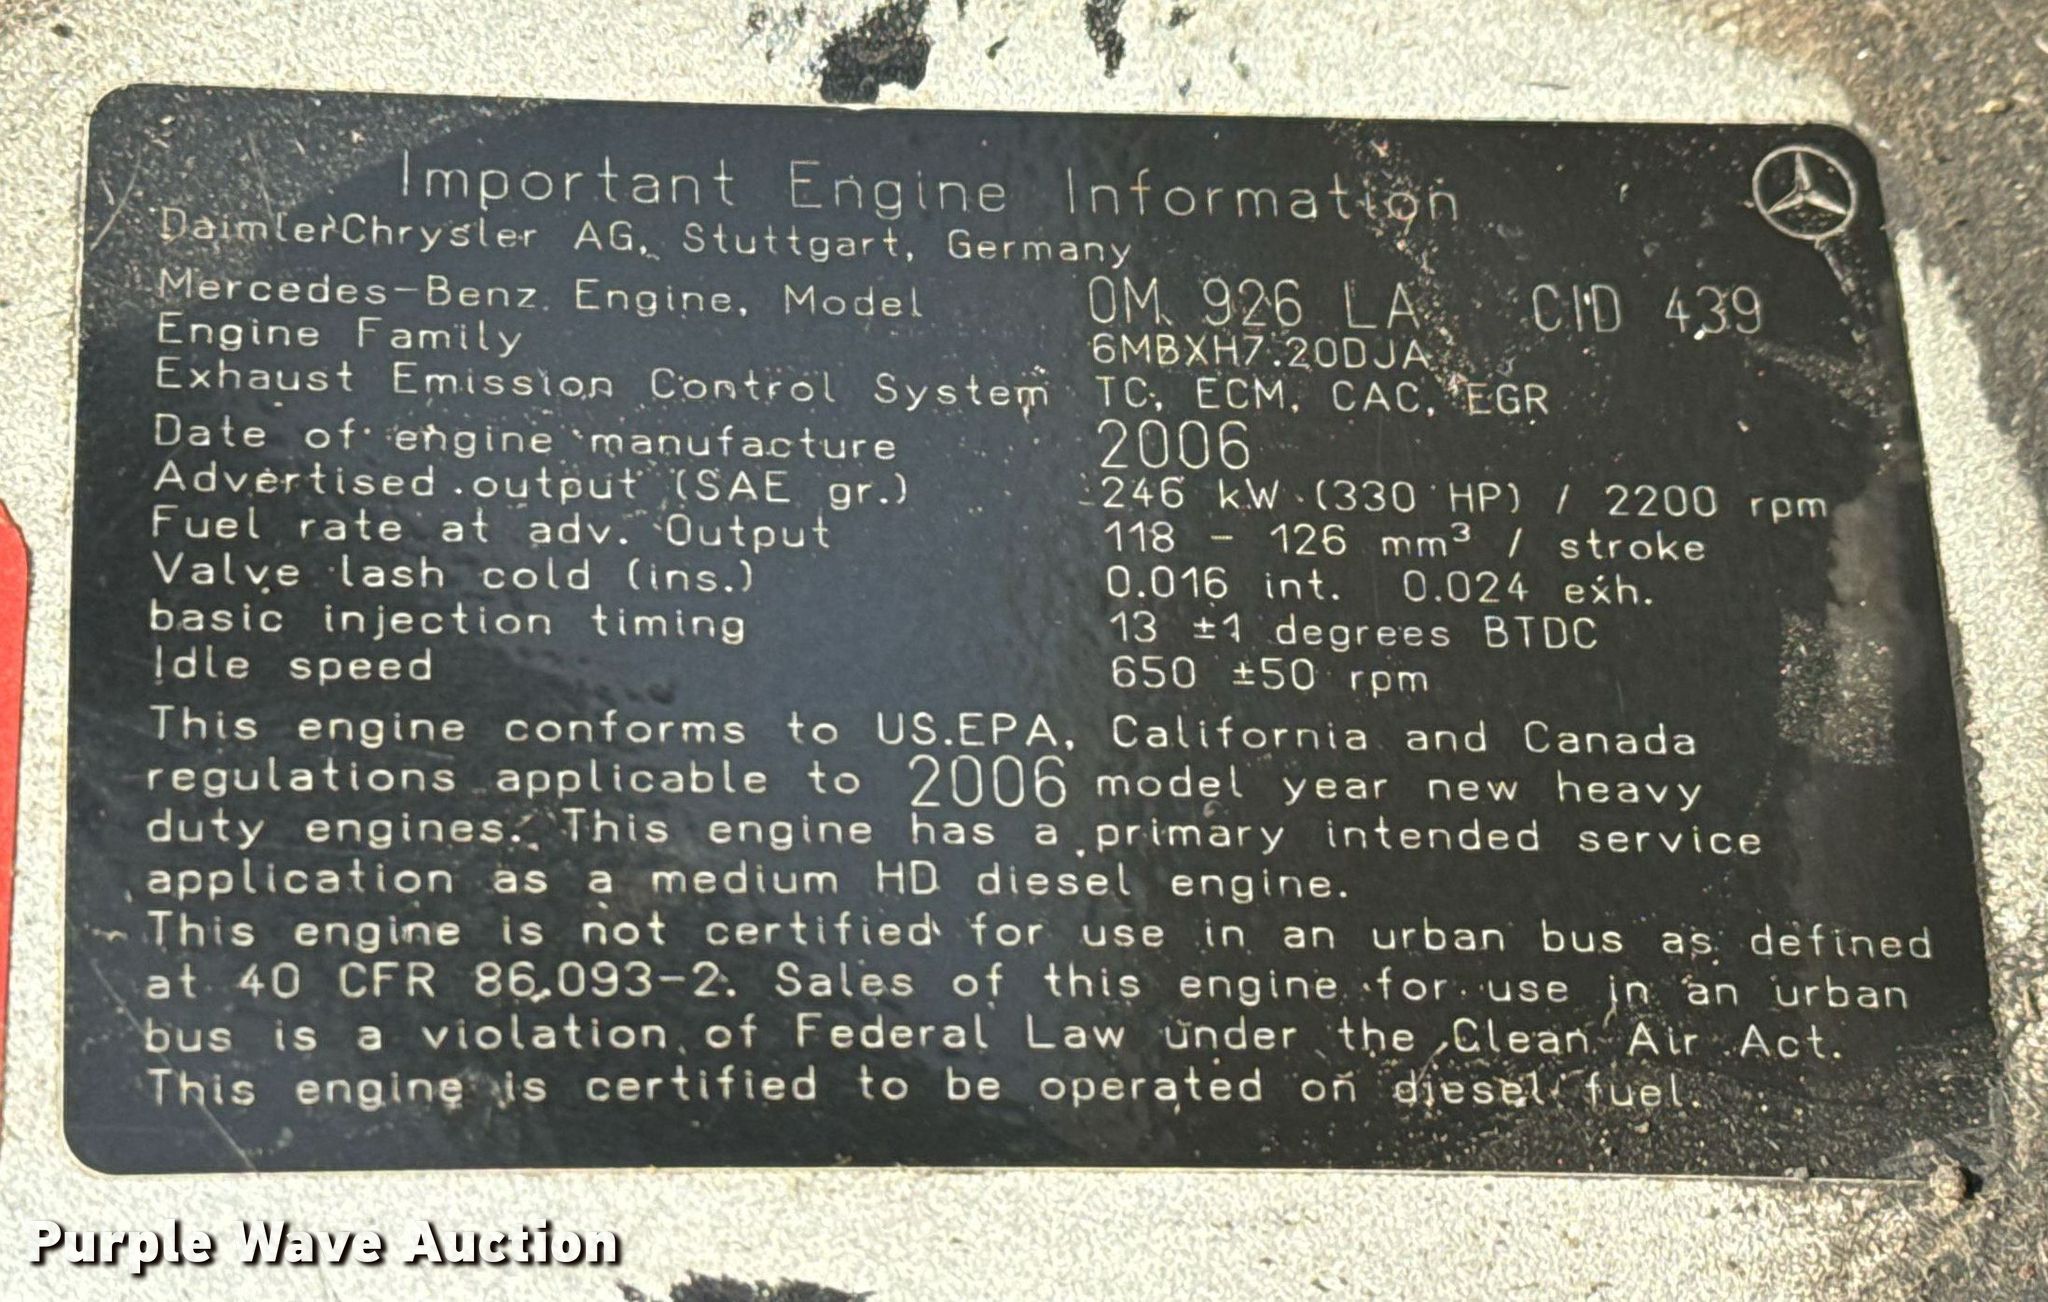 Important Engine Information
DaimlerChrysler AG, Stuttgart, Germany
Mercedes-Benz Engine, Model OM 926 LA CID 439
Engine Family 6MBXH7.20DJA
Exhaust Emission Control System TC, ECM, CAC, EGR
Date of engine manufacture 2006
Advertised output (SAE gr.) 246 kW (330 HP) / 2200 rpm
Fuel rate at adv. Output 118 - 126 mm³ / stroke
Valve lash cold (ins.) 0.016 int. 0.024 exh.
basic injection timing 13 ±1 degrees BTDC
Idle speed 650 ±50 rpm
This engine conforms to US.EPA, California and Canada
regulations applicable to 2006 model year new heavy
duty engines. This engine has a primary intended service
application as a medium HD diesel engine.
This engine is not certified for use in an urban bus as defined
at 40 CFR 86.093-2. Sales of this engine for use in an urban
bus is a violation of Federal Law under the Clean Air Act.
This engine is certified to be operated on diesel fuel.
Purple Wave Auction